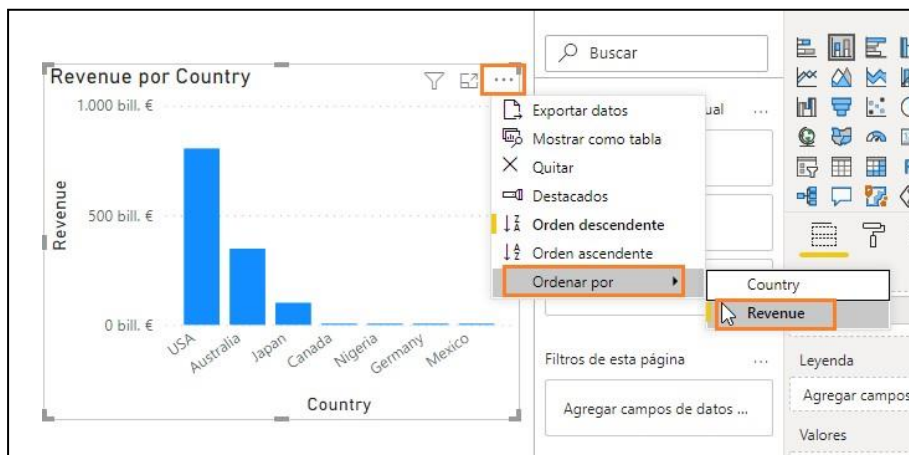 Buscar
Revenue por Country
ual
1.000 bill. €
500 bill. €
0 bill. €
Revenue
USA
Australia
Japan
Canada
Nigeria
Germany
Mexico
Country
Exportar datos
Mostrar como tabla
Quitar
Destacados
Orden descendente
Orden ascendente
Ordenar por
Country
Revenue
Filtros de esta página
Agregar campos de datos ...
Leyenda
Agregar campos
Valores